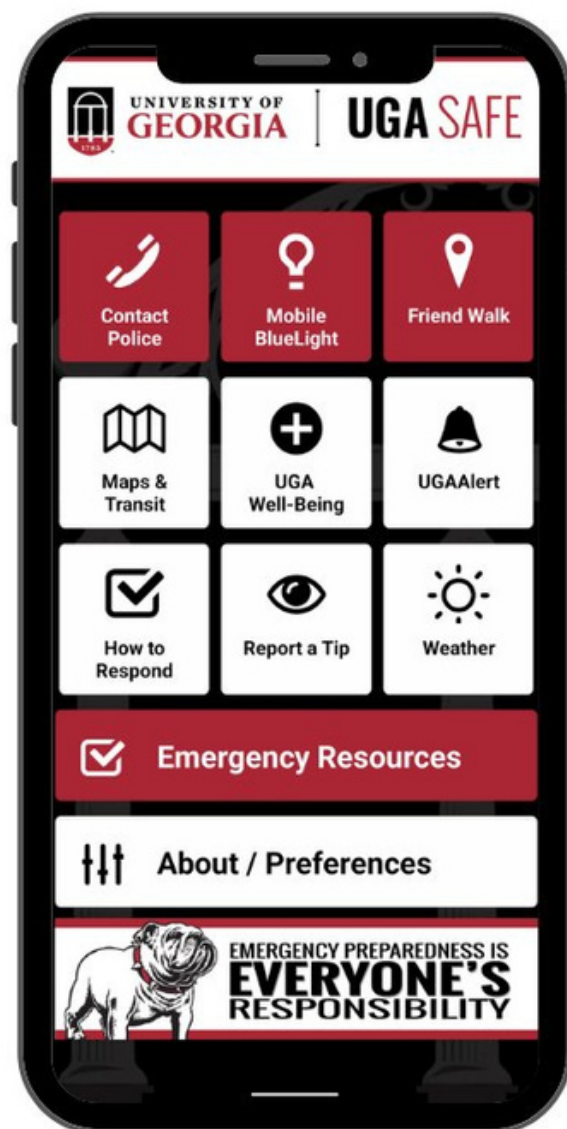 UNIVERSITY OF
GEORGIA
1785
UGA SAFE
Contact
Police
Mobile
BlueLight
Friend Walk
Maps &
Transit
UGA
Well-Being
UGAAlert
How to
Respond
Report a Tip
Weather
Emergency Resources
About / Preferences
EMERGENCY PREPAREDNESS IS
EVERYONE'S
RESPONSIBILITY